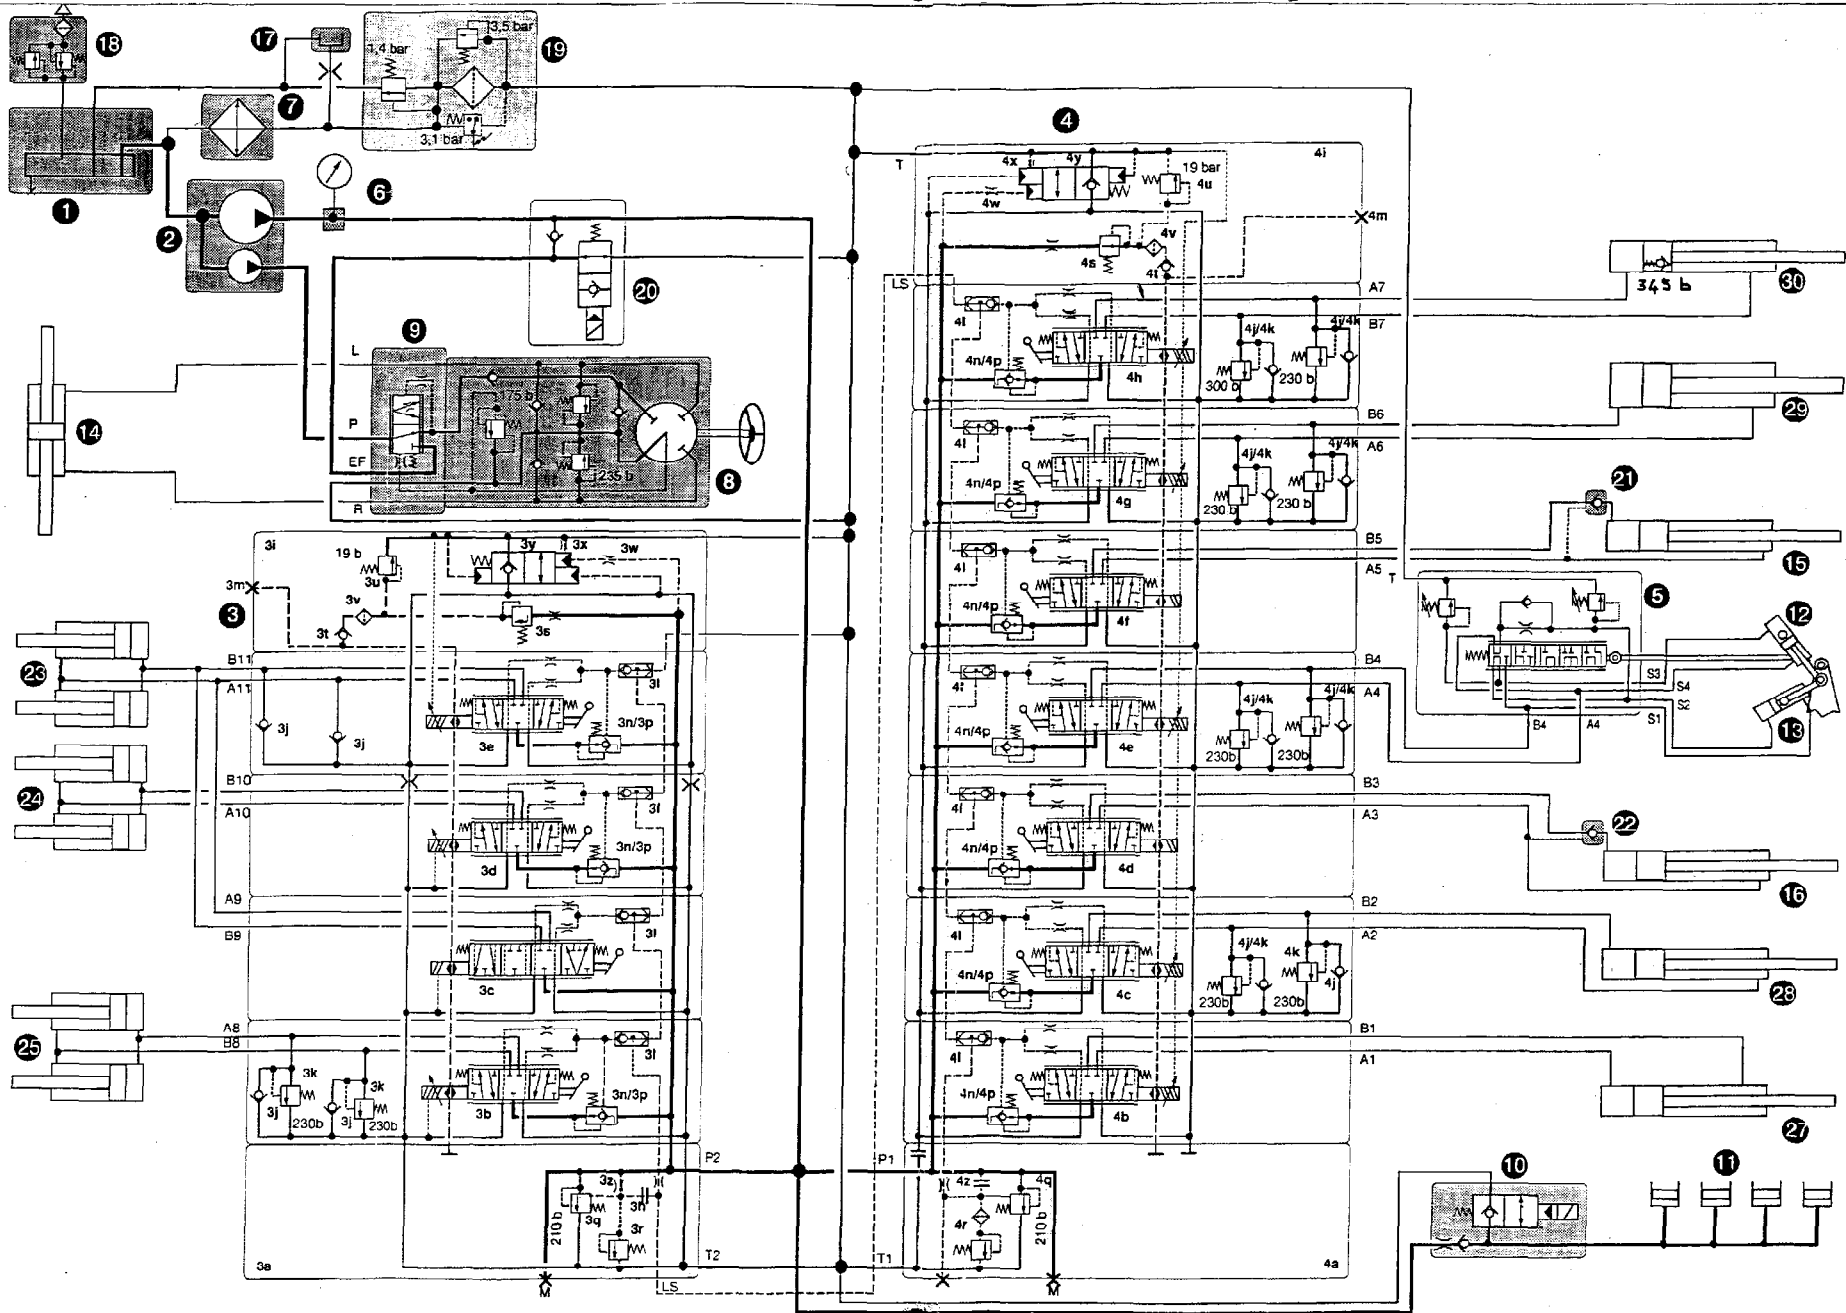 18
17
19
3,5 bar
1,4 bar
7
3,1 bar
1
6
2
20
9
L
P
EF
R
175 b
235 b
8
14
4
4i
T
4x
4y
19 bar
4u
4w
4m
4v
4s
4t
LS
4l
4n/4p
4h
4j/4k
4j/4k
300 b
230 b
A7
B7
345 b
30
4l
4n/4p
4g
4j/4k
4j/4k
230 b
230 b
B6
A6
29
4l
4n/4p
4f
B5
A5
21
15
T
5
12
13
S3
S4
S2
S1
B4
A4
4l
4n/4p
4e
4j/4k
4j/4k
230b
230b
B4
A4
4l
4n/4p
4d
B3
A3
22
16
4l
4n/4p
4c
4j/4k
4k
4j
230b
230b
B2
A2
28
4l
4n/4p
4b
B1
A1
27
P1
4z
4q
4r
210 b
T1
M
4a
10
11
3i
19 b
3y
3x
3w
3u
3m
3v
3t
3s
3
23
B11
A11
3j
3j
3e
3l
3n/3p
24
B10
A10
3d
3l
3n/3p
A9
B9
3c
3l
25
A8
B8
3k
3k
3j
3j
230b
230b
3b
3l
3n/3p
P2
3z
3h
3q
3r
210 b
T2
3a
M
LS